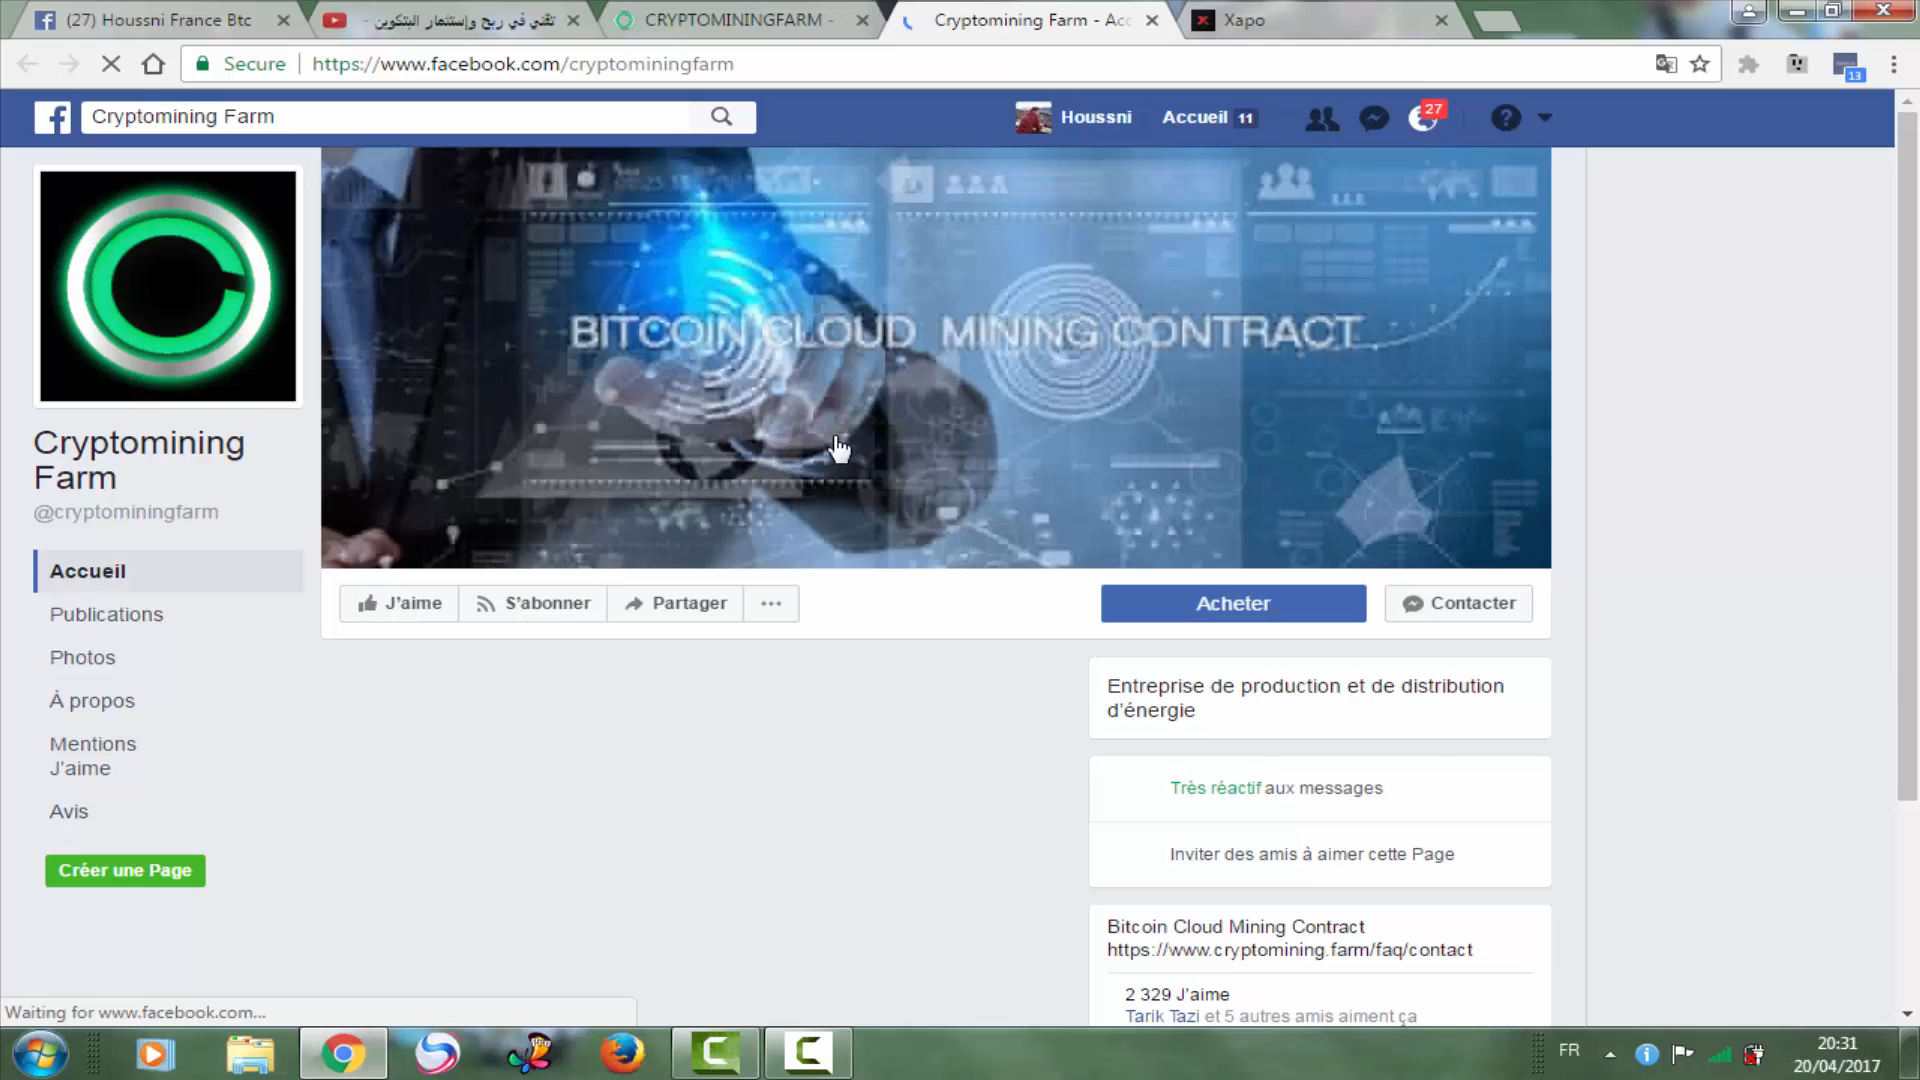 (27) Houssni France Btc
تقني في ربح وإستثمار البتكوين -
CRYPTOMININGFARM -
Cryptomining Farm - Acc
Xapo
Secure
https://www.facebook.com/cryptominingfarm
13
Cryptomining Farm
Houssni
Accueil 11
27
BITCOIN CLOUD MINING CONTRACT
Cryptomining
Farm
@cryptominingfarm
Accueil
Publications
Photos
À propos
Mentions
J'aime
Avis
Créer une Page
J'aime
S'abonner
Partager
Acheter
Contacter
Entreprise de production et de distribution
d'énergie
Très réactif aux messages
Inviter des amis à aimer cette Page
Bitcoin Cloud Mining Contract
https://www.cryptomining.farm/faq/contact
2 329 J'aime
Tarik Tazi et 5 autres amis aiment ça
Waiting for www.facebook.com...
FR
20:31
20/04/2017